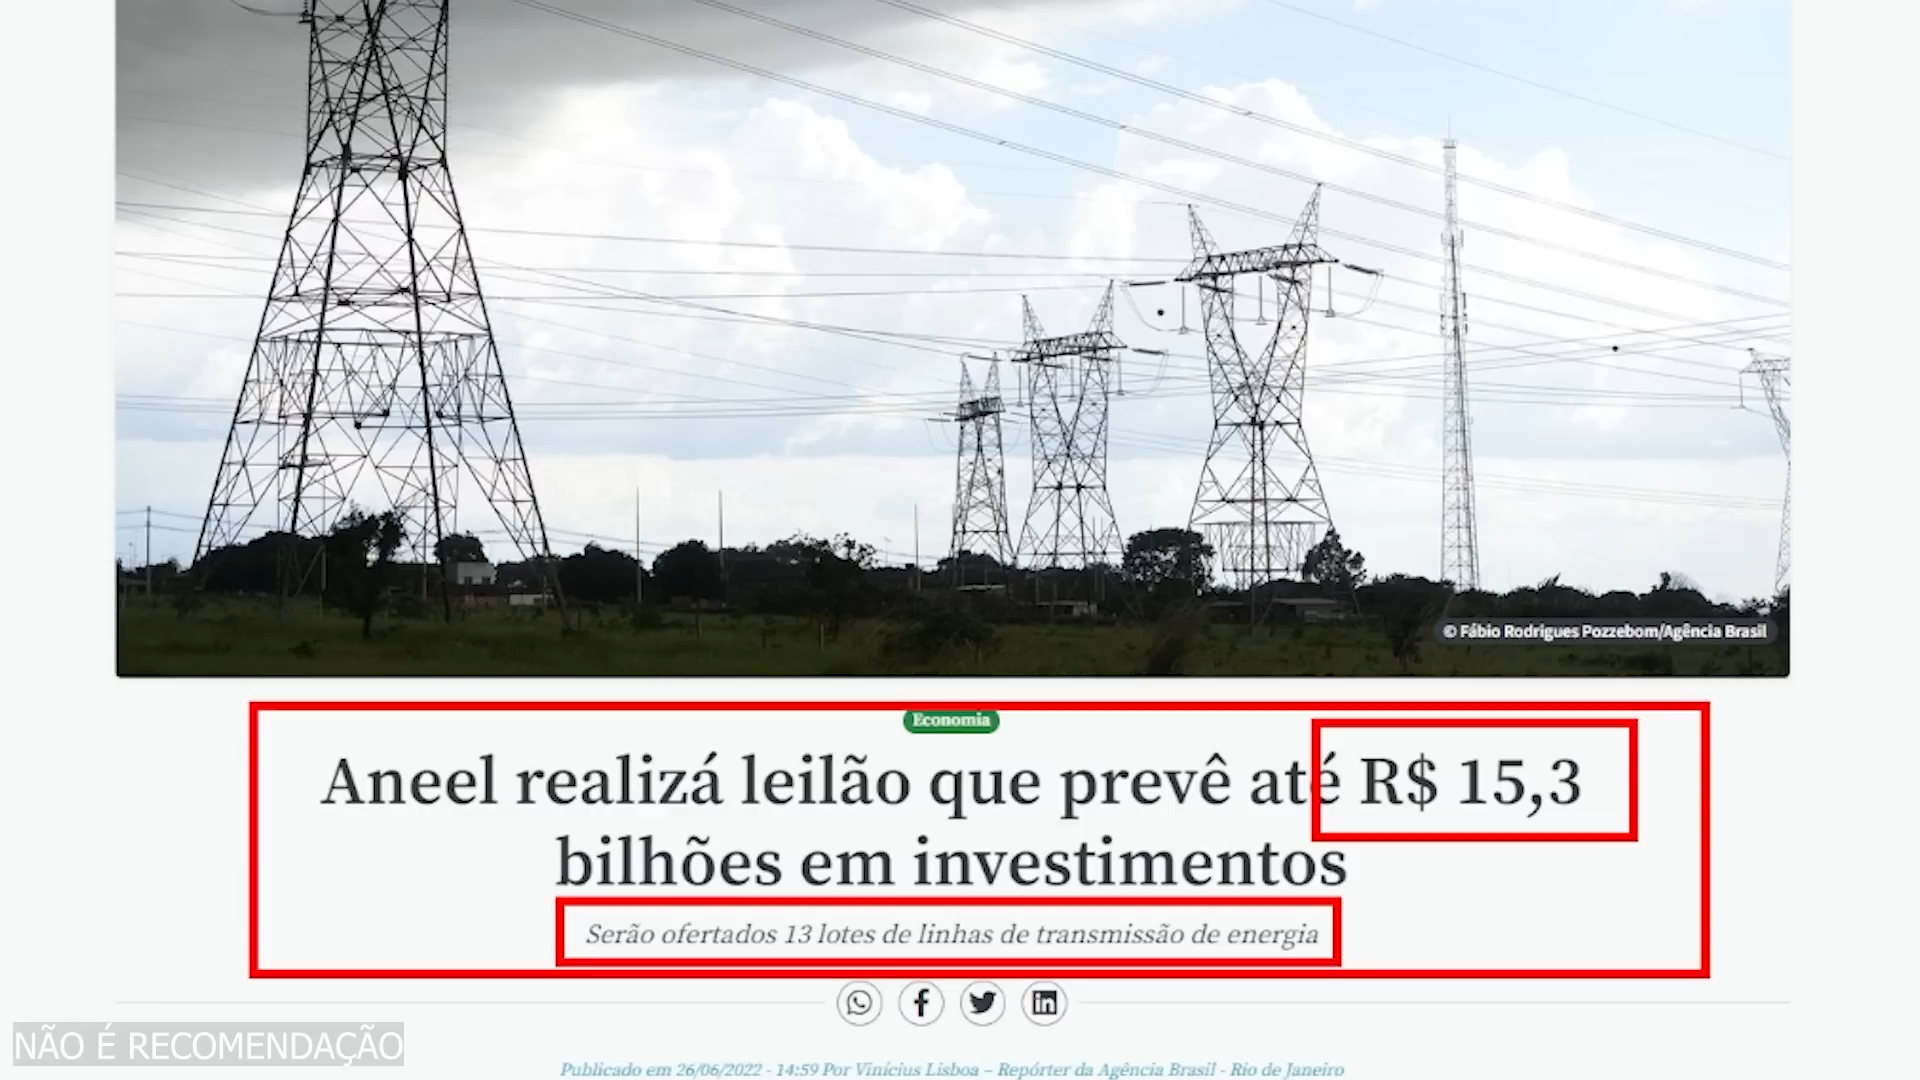 © Fábio Rodrigues Pozzebom/Agência Brasil
Economia
Aneel realizá leilão que prevê até R$ 15,3
bilhões em investimentos
Serão ofertados 13 lotes de linhas de transmissão de energia
NÃO É RECOMENDAÇÃO
Publicado em 26/06/2022 - 14:59 Por Vinícius Lisboa – Repórter da Agência Brasil - Rio de Janeiro